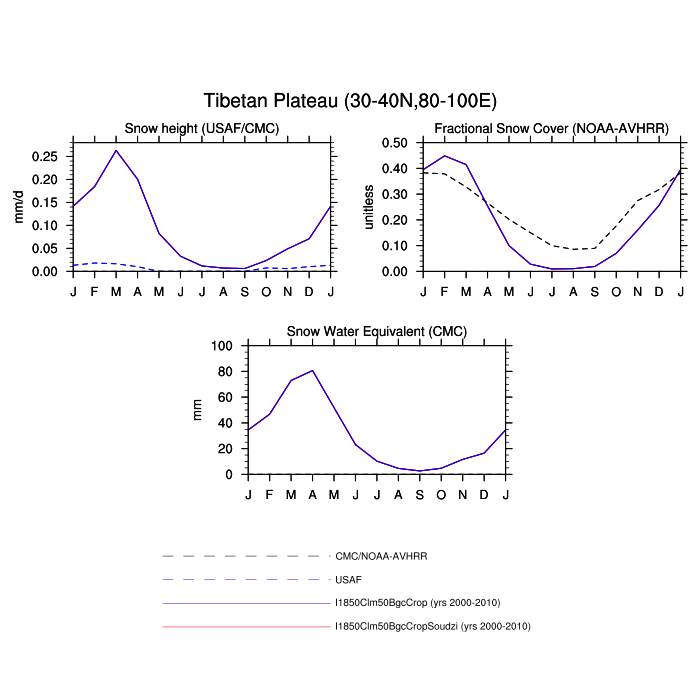 Tibetan Plateau (30-40N,80-100E)
Snow height (USAF/CMC)
mm/d
0.25
0.20
0.15
0.10
0.05
0.00
J F M A M J J A S O N D J
Fractional Snow Cover (NOAA-AVHRR)
unitless
0.50
0.40
0.30
0.20
0.10
0.00
J F M A M J J A S O N D J
Snow Water Equivalent (CMC)
mm
100
80
60
40
20
0
J F M A M J J A S O N D J
CMC/NOAA-AVHRR
USAF
I1850Clm50BgcCrop (yrs 2000-2010)
I1850Clm50BgcCropSoudzi (yrs 2000-2010)